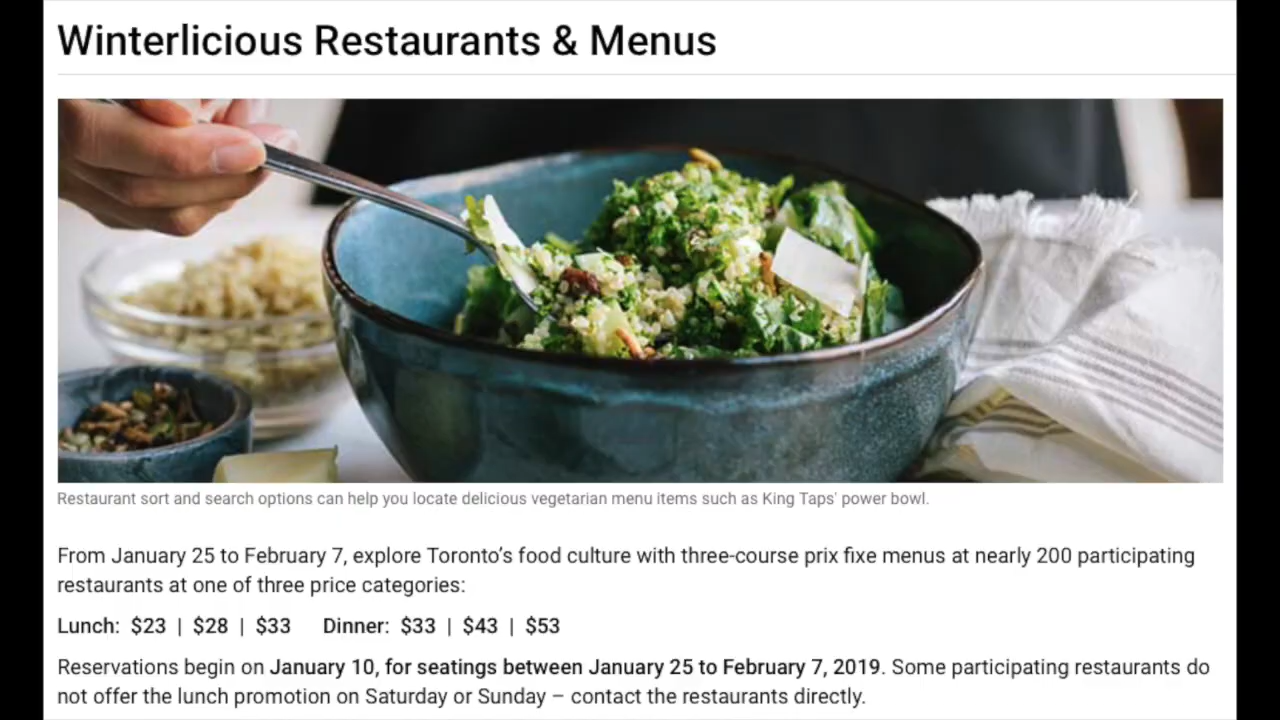 Winterlicious Restaurants & Menus
Restaurant sort and search options can help you locate delicious vegetarian menu items such as King Taps' power bowl.
From January 25 to February 7, explore Toronto’s food culture with three-course prix fixe menus at nearly 200 participating
restaurants at one of three price categories:
Lunch: $23 | $28 | $33 Dinner: $33 | $43 | $53
Reservations begin on January 10, for seatings between January 25 to February 7, 2019. Some participating restaurants do
not offer the lunch promotion on Saturday or Sunday – contact the restaurants directly.